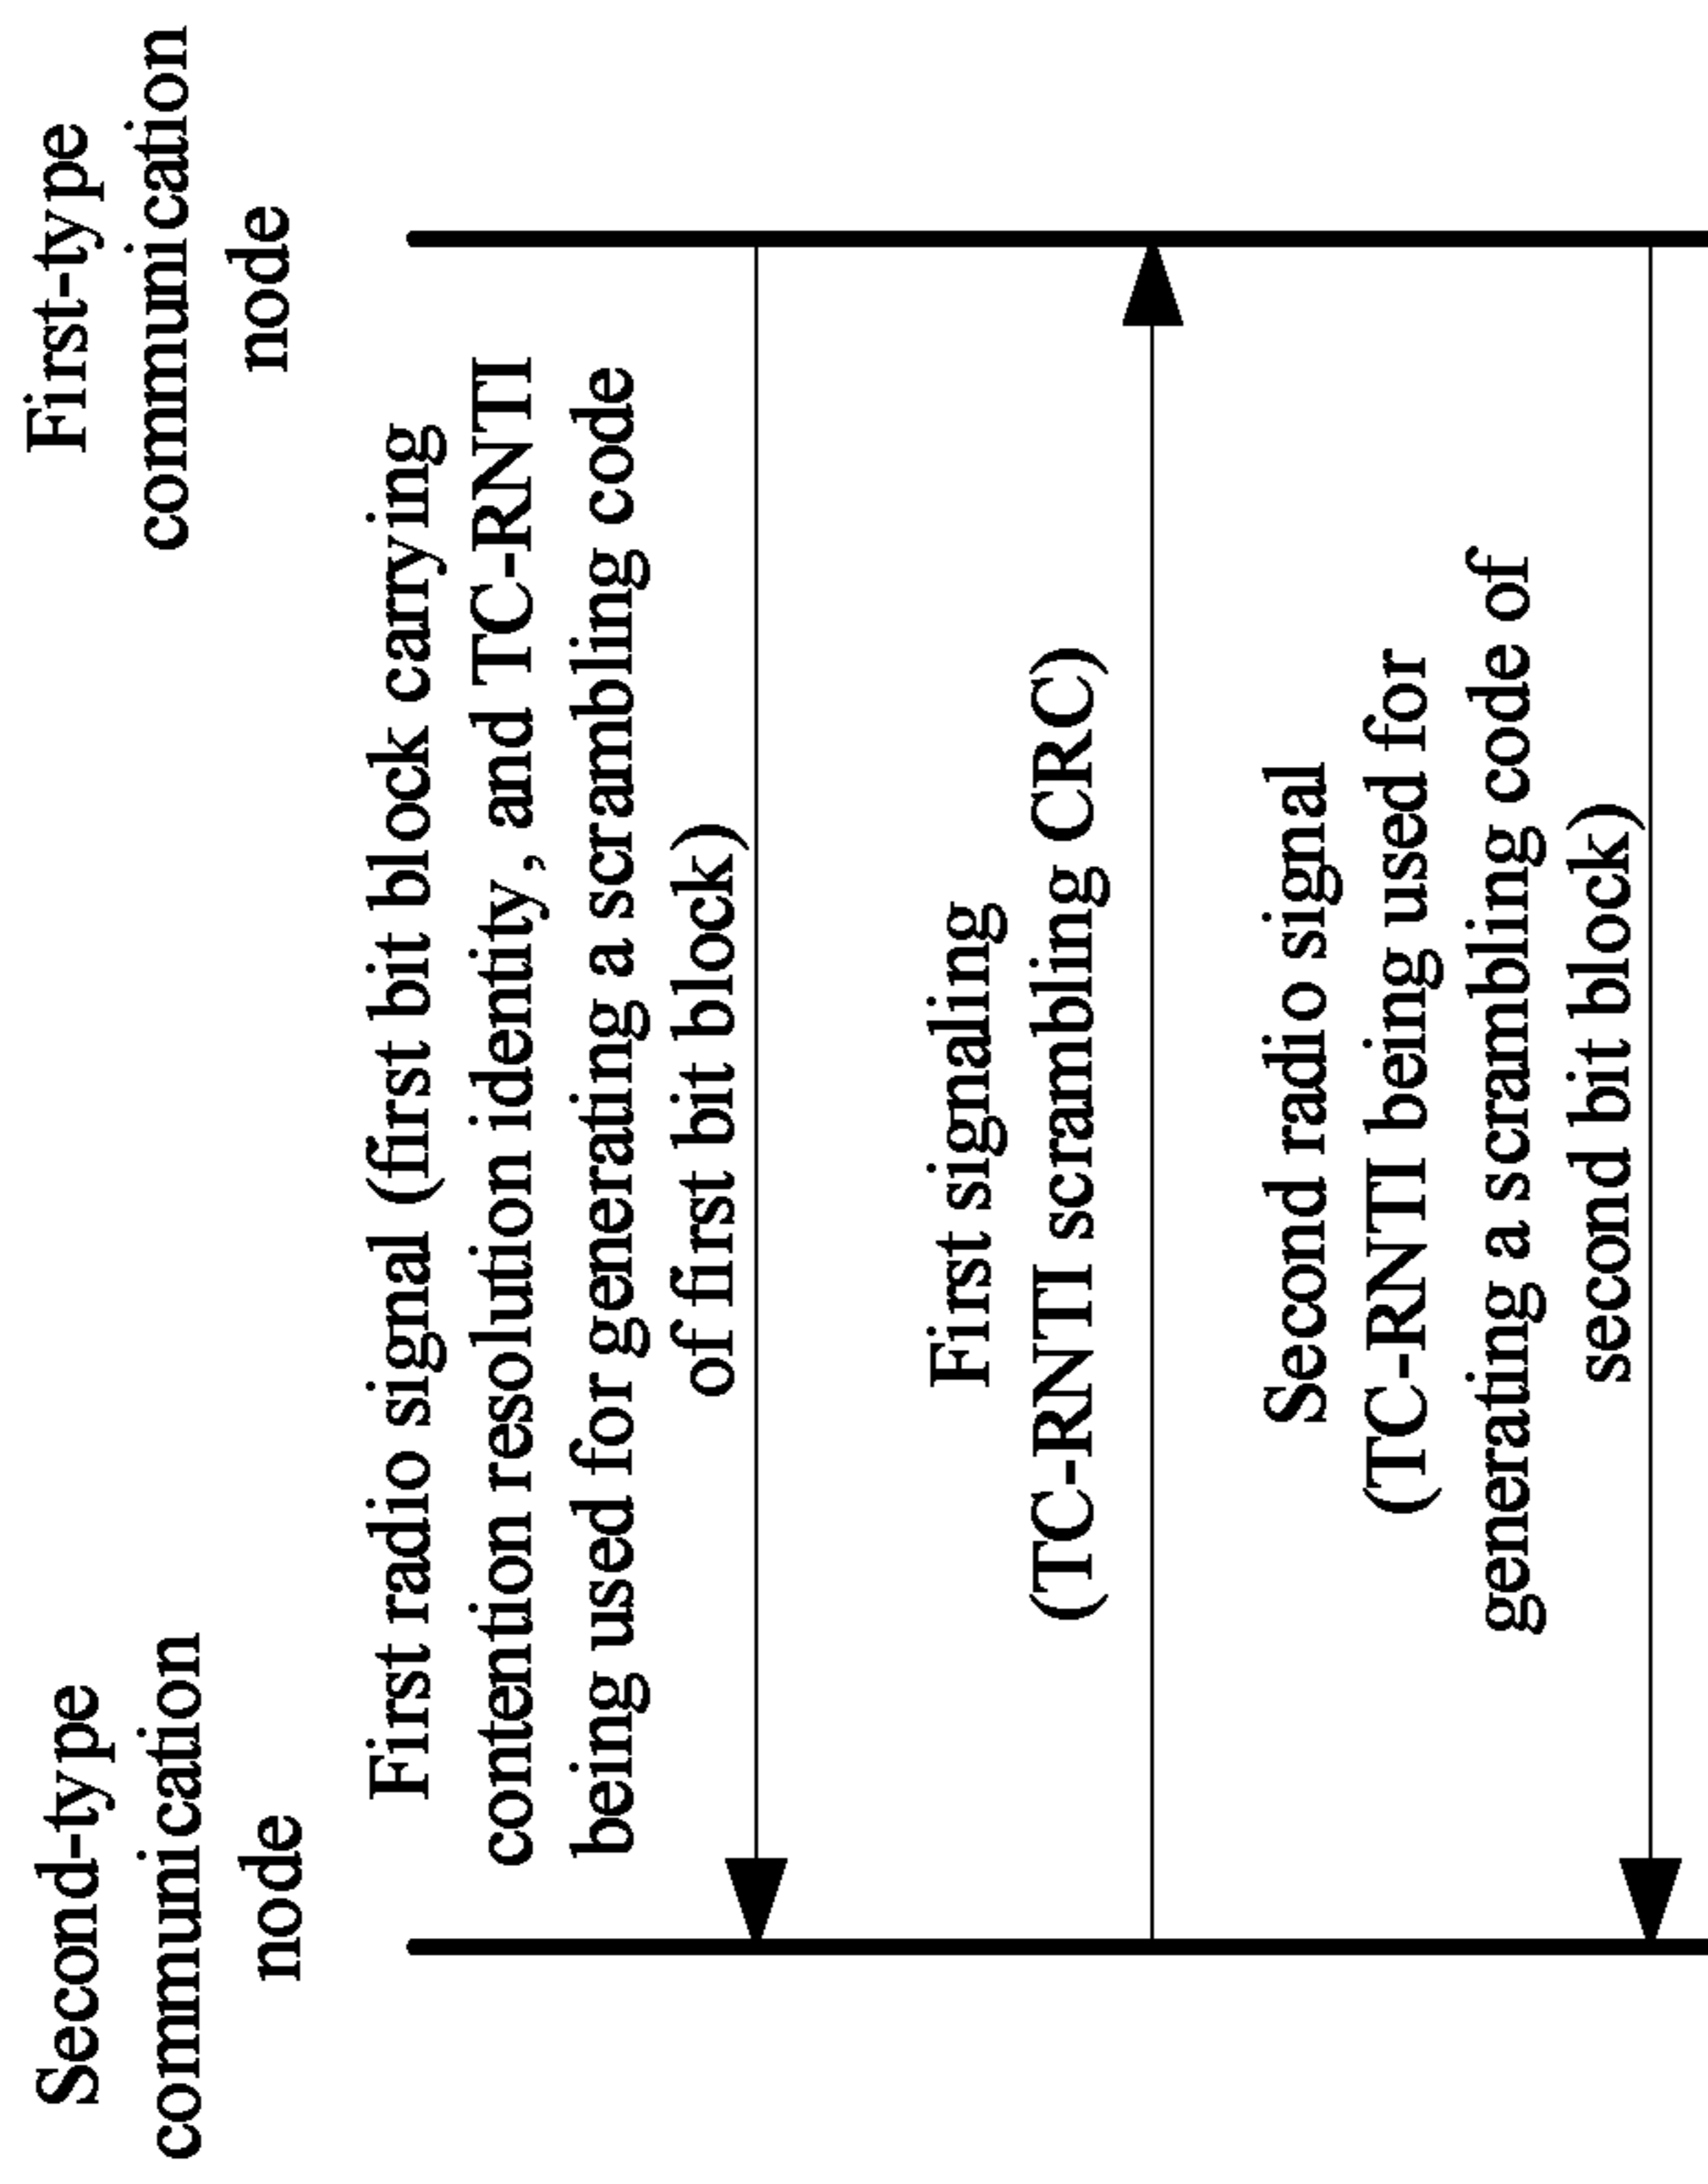 Second-type
communication
node
First-type
communication
node
First radio signal (first bit block carrying
contention resolution identity, and TC-RNTI
being used for generating a scrambling code
of first bit block)
First signaling
(TC-RNTI scrambling CRC)
Second radio signal
(TC-RNTI being used for
generating a scrambling code of
second bit block)